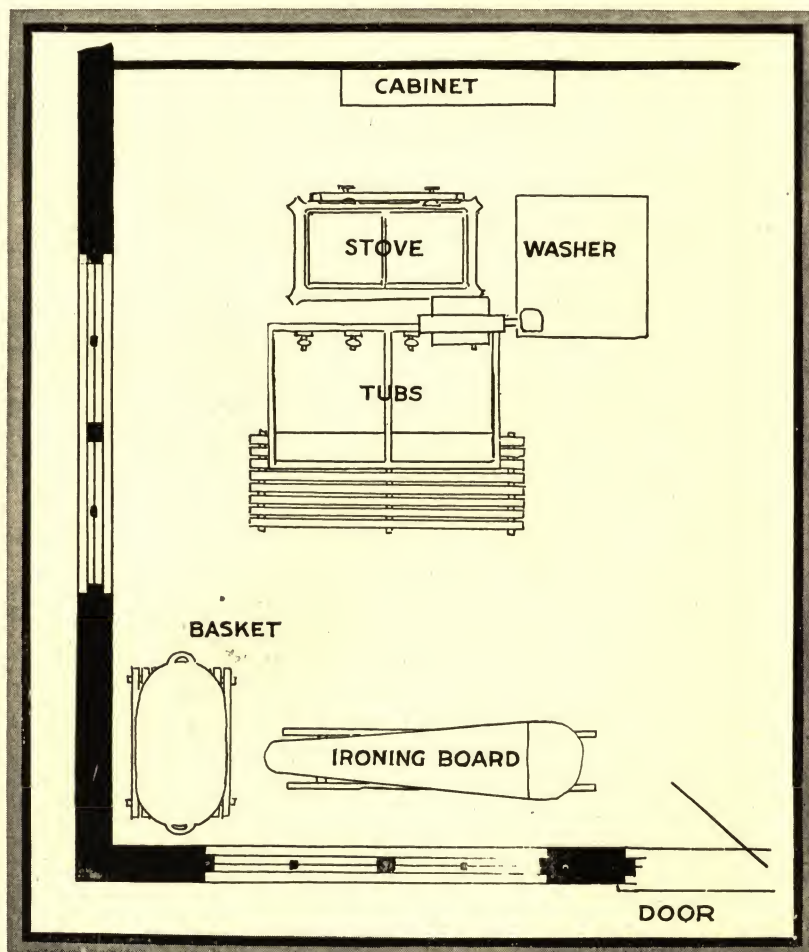 CABINET
STOVE
WASHER
TUBS
BASKET
IRONING BOARD
DOOR